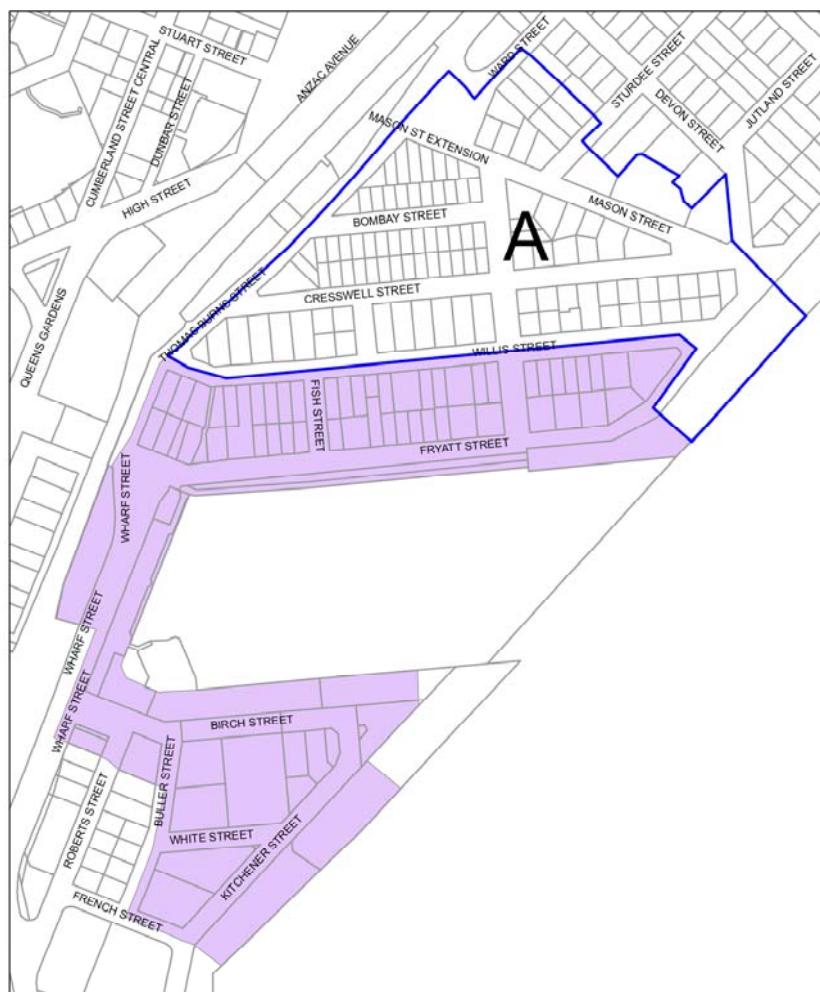 STUART STREET
CUMBERLAND STREET CENTRAL
DUNBAR STREET
ANZAC AVENUE
WARD STREET
STURDEE STREET
DEVON STREET
JUTLAND STREET
MASON ST EXTENSION
HIGH STREET
BOMBAY STREET
MASON STREET
A
CRESSWELL STREET
THOMAS BURNS STREET
QUEENS GARDENS
WILLIS STREET
FISH STREET
FRYATT STREET
WHARF STREET
WHARF STREET
WHARF STREET
BIRCH STREET
BULLER STREET
ROBERTS STREET
WHITE STREET
KITCHENER STREET
FRENCH STREET